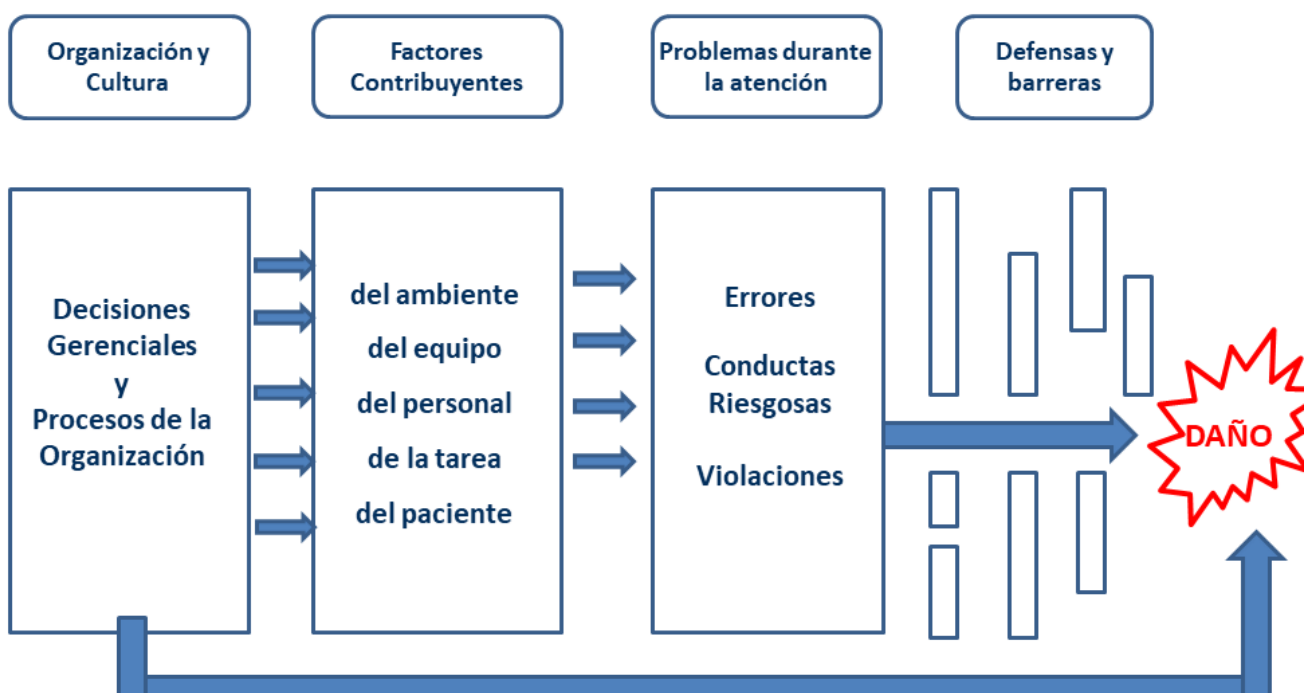 Organización y
Cultura
Factores
Contribuyentes
Problemas durante
la atención
Defensas y
barreras
Decisiones
Gerenciales
y
Procesos de la
Organización
del ambiente
del equipo
del personal
de la tarea
del paciente
Errores
Conductas
Riesgosas
Violaciones
DAÑO